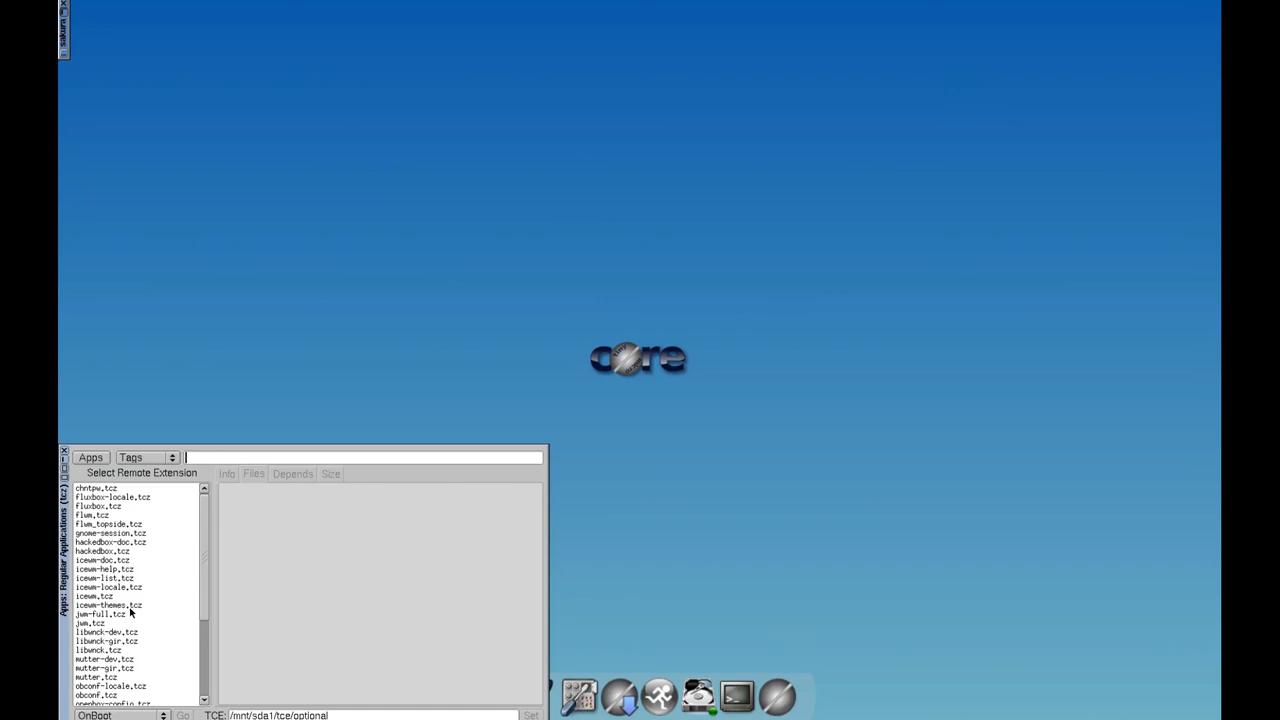 sakura
core
Apps: Regular Applications (tcz)
Apps
Tags
Select Remote Extension
Info
Files
Depends
Size
chntpw.tcz
fluxbox-locale.tcz
fluxbox.tcz
flwm.tcz
flwm_topside.tcz
gnome-session.tcz
hackedbox-doc.tcz
hackedbox.tcz
icewm-doc.tcz
icewm-help.tcz
icewm-list.tcz
icewm-locale.tcz
icewm.tcz
icewm-themes.tcz
jwm-full.tcz
jwm.tcz
libwnck-dev.tcz
libwnck-gir.tcz
libwnck.tcz
mutter-dev.tcz
mutter-gir.tcz
mutter.tcz
obconf-locale.tcz
obconf.tcz
openbox-config.tcz
OnBoot
Go
TCE:
/mnt/sda1/tce/optional
Set